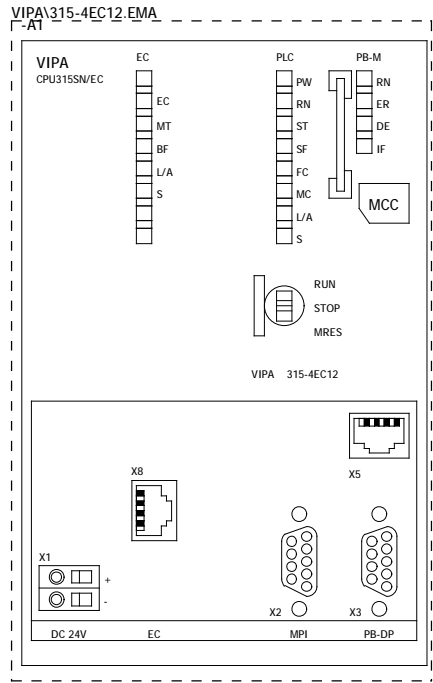 VIPA\315-4EC12.EMA
-A1
VIPA
CPU315SN/EC
EC
PLC
PB-M
EC
MT
BF
L/A
S
PW
RN
ST
SF
FC
MC
L/A
S
RN
ER
DE
IF
MCC
RUN
STOP
MRES
VIPA 315-4EC12
X5
X8
X1
+
-
X2
X3
DC 24V
EC
MPI
PB-DP